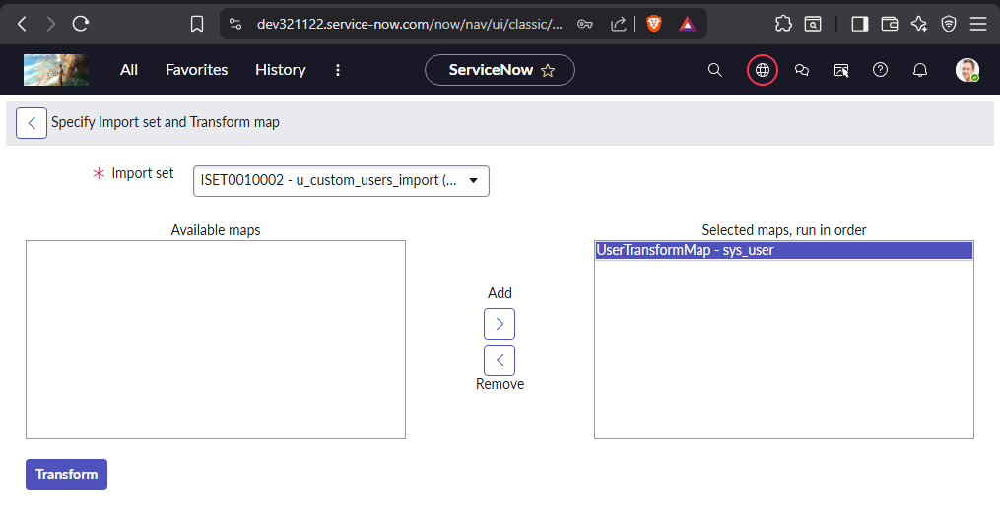 dev321122.service-now.com/now/nav/ui/classic/...
All Favorites History ServiceNow
Specify Import set and Transform map
Import set ISET0010002 - u_custom_users_import (...
Available maps Selected maps, run in order
UserTransformMap - sys_user
Add
Remove
Transform